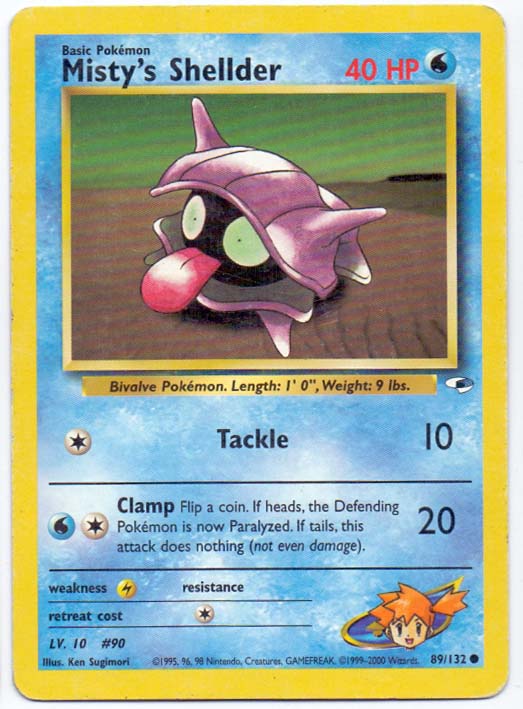 Basic Pokémon
Misty's Shellder 40 HP
Bivalve Pokémon. Length: 1' 0", Weight: 9 lbs.
Tackle 10
Clamp Flip a coin. If heads, the Defending
Pokémon is now Paralyzed. If tails, this
attack does nothing (not even damage).
20
weakness resistance
retreat cost
LV. 10 #90
Illus. Ken Sugimori ©1995, 96, 98 Nintendo, Creatures, GAMEFREAK. ©1999-2000 Wizards. 89/132